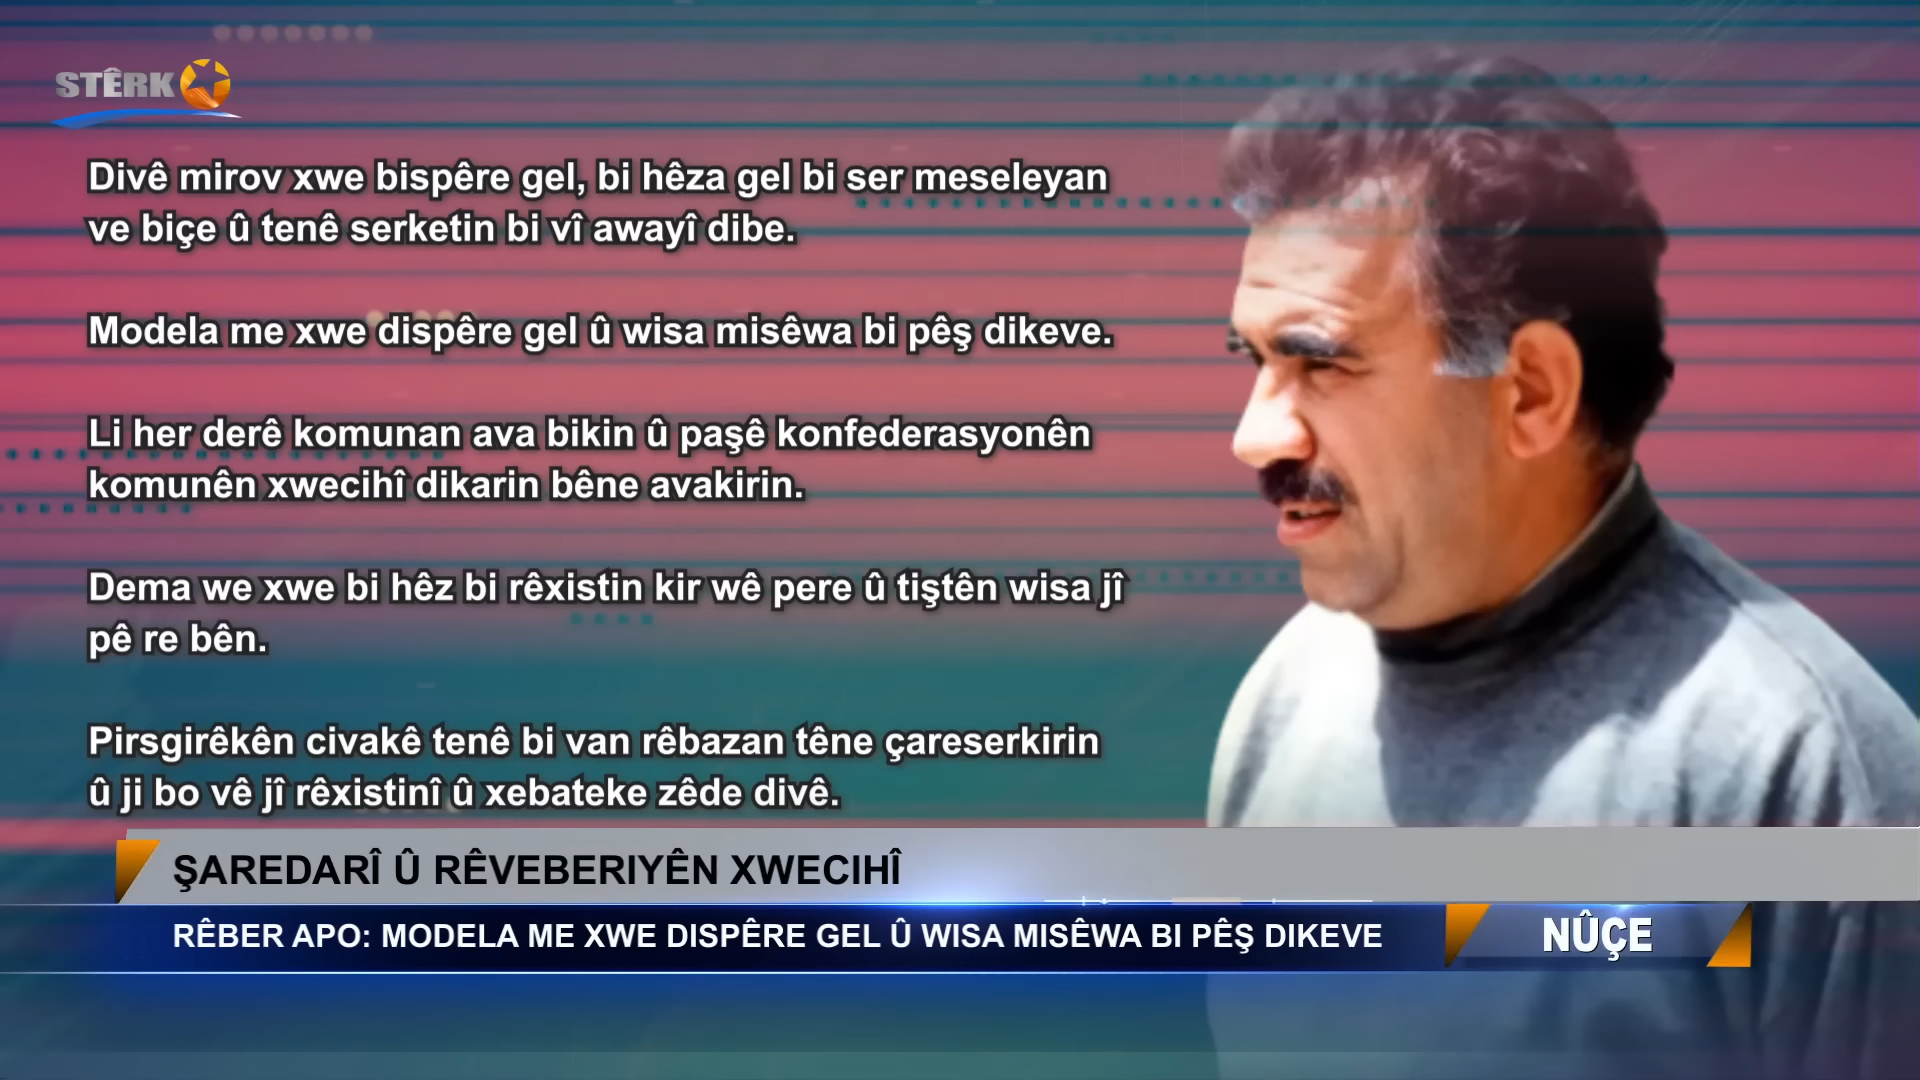 STÊRK
Divê mirov xwe bispêre gel, bi hêza gel bi ser meseleyan
ve biçe û tenê serketin bi vî awayî dibe.
Modela me xwe dispêre gel û wisa misêwa bi pêş dikeve.
Li her derê komunan ava bikin û paşê konfederasyonên
komunên xwecihî dikarin bêne avakirin.
Dema we xwe bi hêz bi rêxistin kir wê pere û tiştên wisa jî
pê re bên.
Pirsgirêkên civakê tenê bi van rêbazan têne çareserkirin
û ji bo vê jî rêxistinî û xebateke zêde divê.
ŞAREDARÎ Û RÊVEBERIYÊN XWECIHÎ
RÊBER APO: MODELA ME XWE DISPÊRE GEL Û WISA MISÊWA BI PÊŞ DIKEVE
NÛÇE